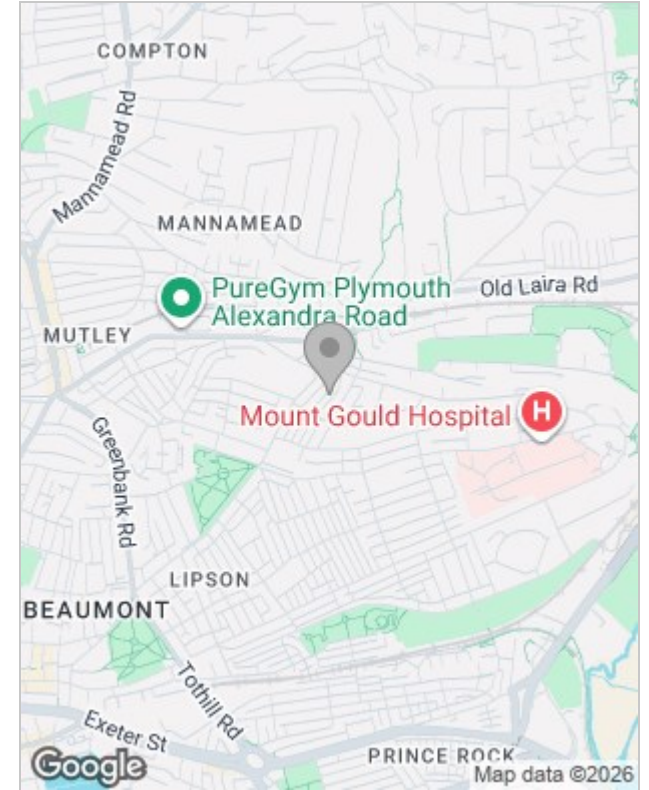 COMPTON
Mannamead Rd
MANNAMEAD
PureGym Plymouth
Alexandra Road
Old Laira Rd
MUTLEY
Mount Gould Hospital
H
Greenbank Rd
LIPSON
BEAUMONT
Tothill Rd
Exeter St
PRINCE ROCK
Google
Map data ©2026